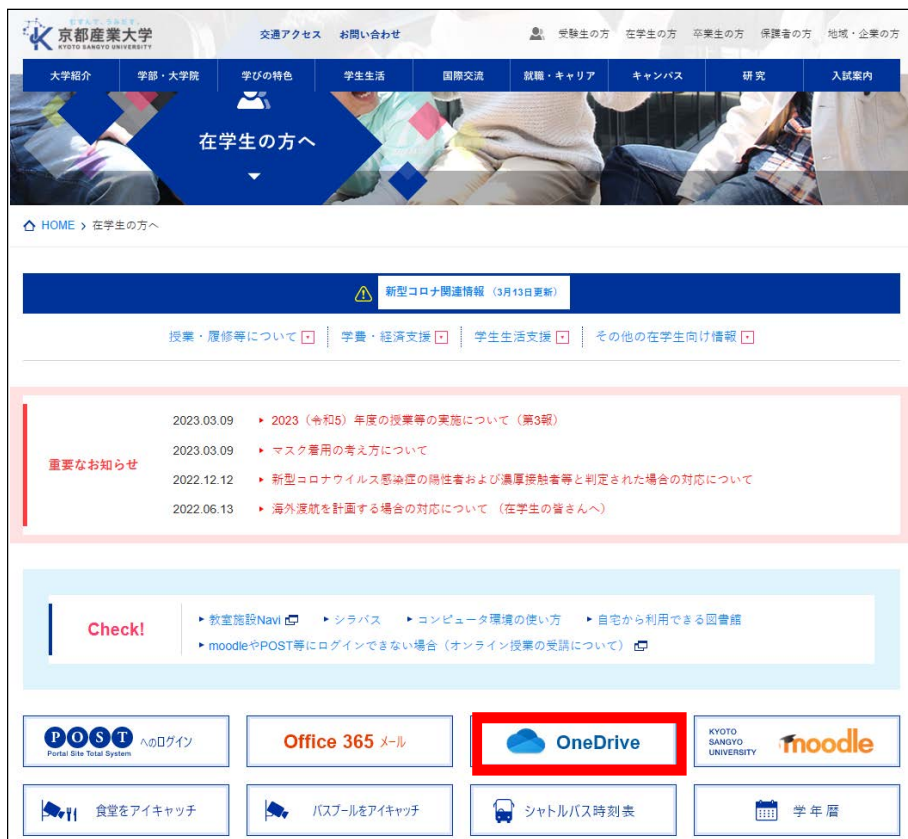 むすんで、うみだす。
京都産業大学
KYOTO SANGYO UNIVERSITY
交通アクセス お問い合わせ 受験生の方 在学生の方 卒業生の方 保護者の方 地域・企業の方
大学紹介 学部・大学院 学びの特色 学生生活 国際交流 就職・キャリア キャンパス 研究 入試案内
在学生の方へ
HOME > 在学生の方へ
新型コロナ関連情報（3月13日更新）
授業・履修等について 学費・経済支援 学生生活支援 その他の在学生向け情報
重要なお知らせ
2023.03.09 2023（令和5）年度の授業等の実施について（第3報）
2023.03.09 マスク着用の考え方について
2022.12.12 新型コロナウイルス感染症の陽性者および濃厚接触者等と判定された場合の対応について
2022.06.13 海外渡航を計画する場合の対応について（在学生の皆さんへ）
Check!
教室施設Navi シラバス コンピュータ環境の使い方 自宅から利用できる図書館
moodleやPOST等にログインできない場合（オンライン授業の受講について）
POST へのログイン
Portal Site Total System
Office 365 メール
OneDrive
KYOTO SANGYO UNIVERSITY moodle
食堂をアイキャッチ バスプールをアイキャッチ シャトルバス時刻表 学年暦